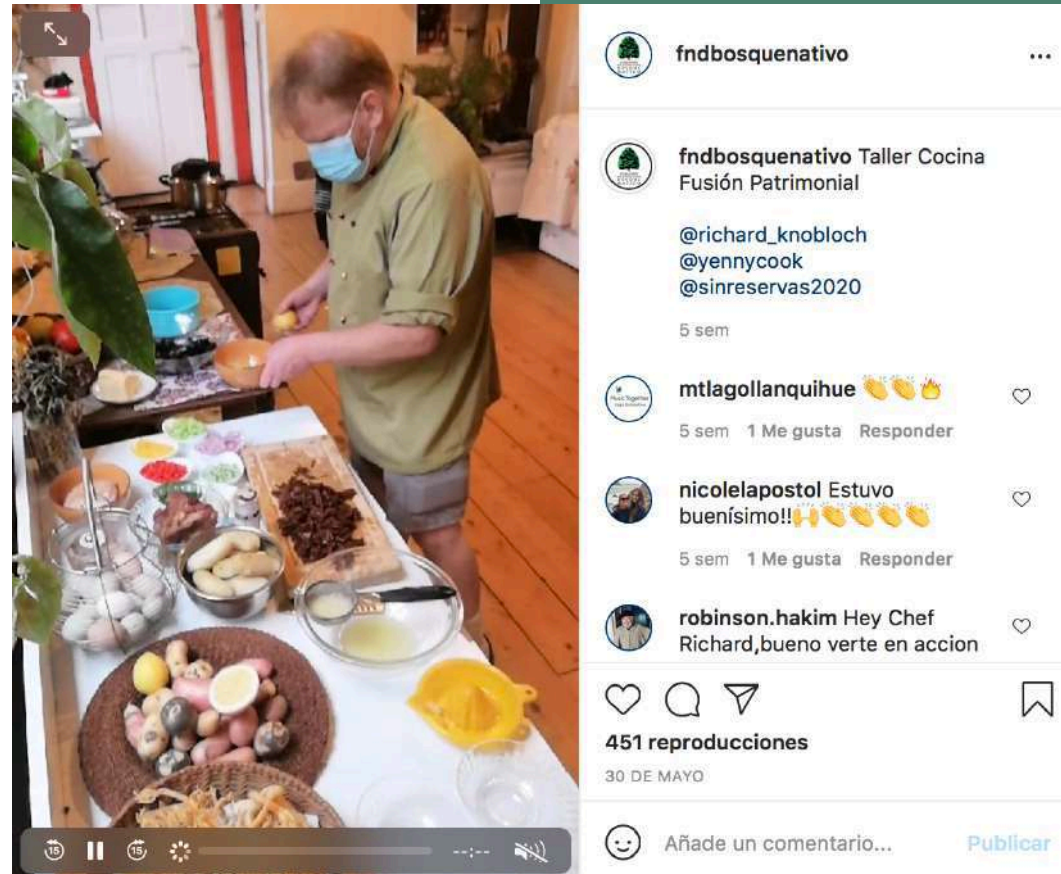 fndbosquenativo
fndbosquenativo Taller Cocina
Fusión Patrimonial
@richard_knobloch
@yennycook
@sinreservas2020
5 sem
mtlagollanquihue 👏👏🔥
5 sem 1 Me gusta Responder
nicolelapostol Estuvo
buenísimo!!🙌👏👏👏👏
5 sem 1 Me gusta Responder
robinson.hakim Hey Chef
Richard,bueno verte en accion
451 reproducciones
30 DE MAYO
Añade un comentario...
Publicar
15
15
--:--